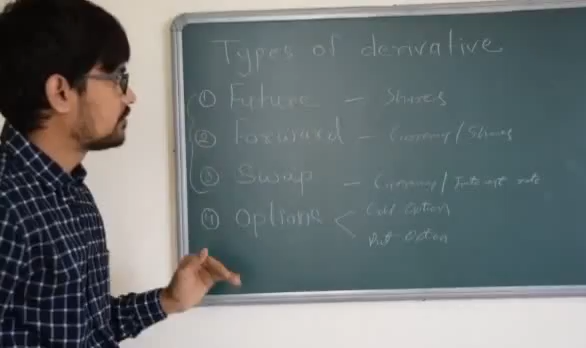 Types of derivative
① Future - Shares
② Forward - Currency / Shares
③ Swap - Currency / Interest rate
④ Options < Call Option
Put Option